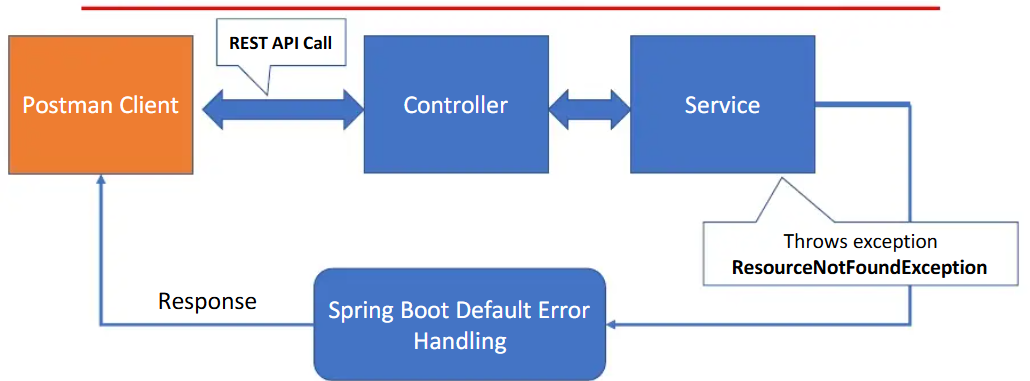 REST API Call
Postman Client
Controller
Service
Throws exception
ResourceNotFoundException
Response
Spring Boot Default Error
Handling